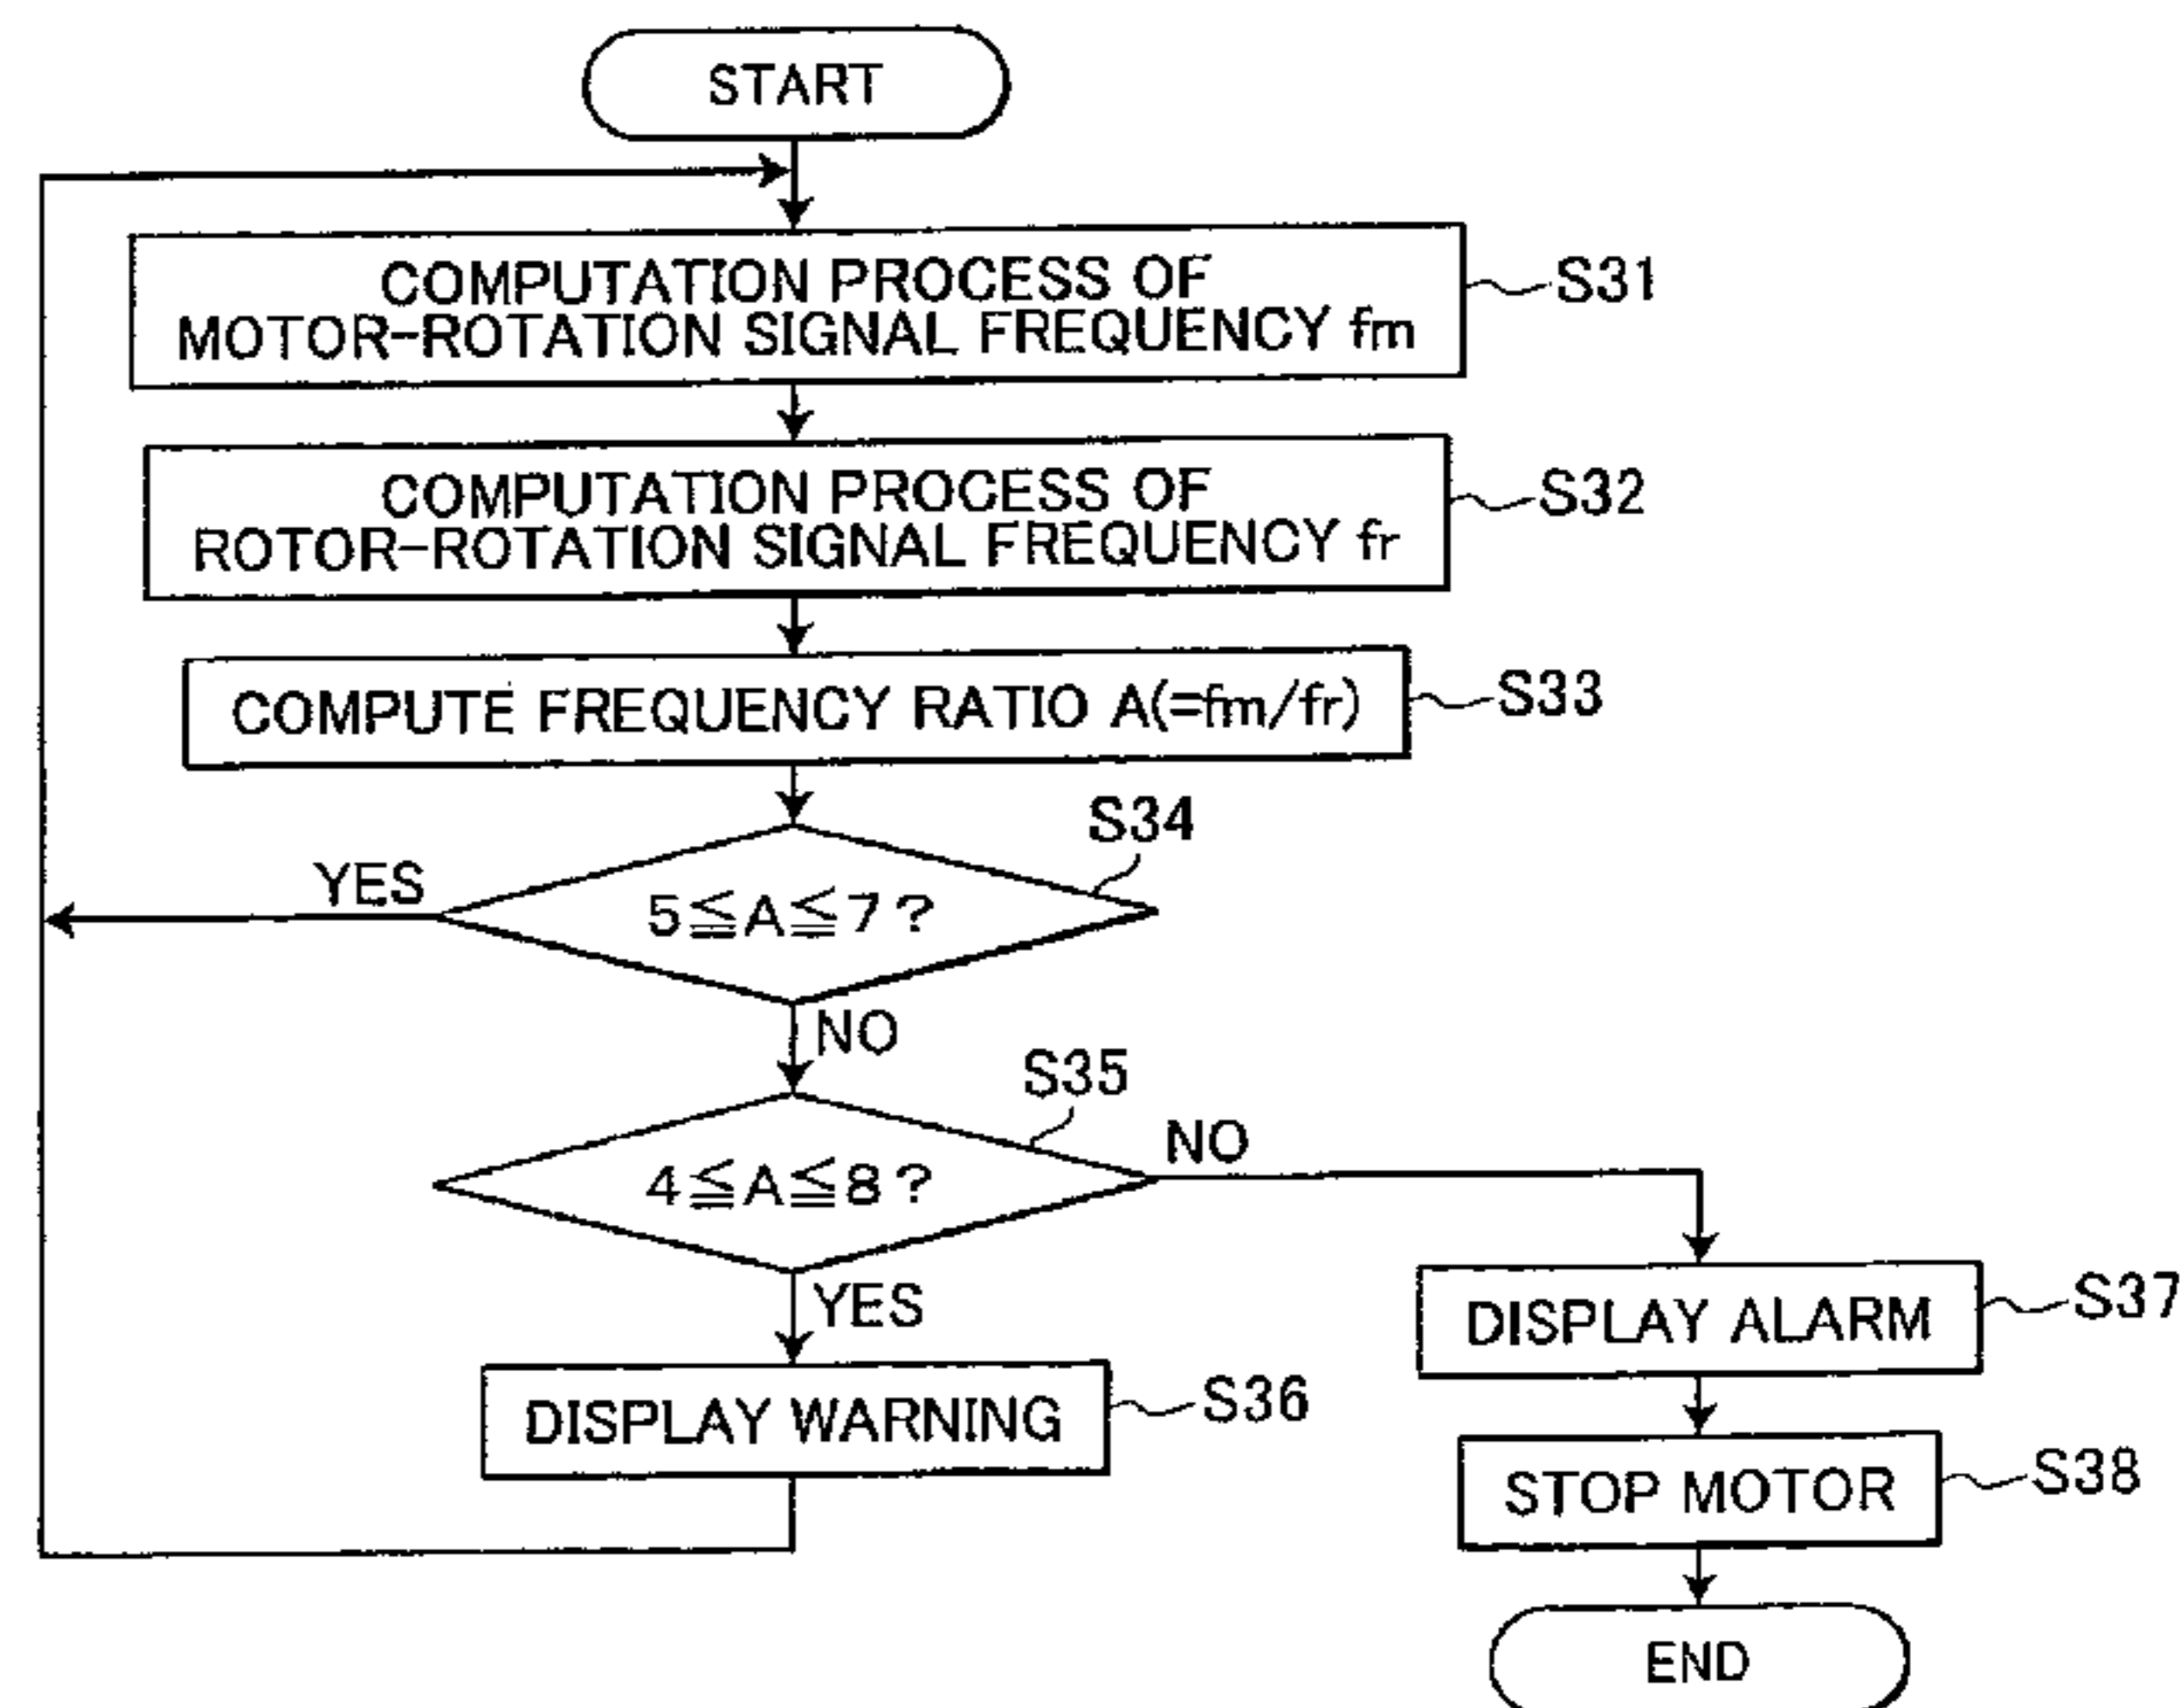 START
COMPUTATION PROCESS OF
MOTOR-ROTATION SIGNAL FREQUENCY fm
S31
COMPUTATION PROCESS OF
ROTOR-ROTATION SIGNAL FREQUENCY fr
S32
COMPUTE FREQUENCY RATIO A(=fm/fr)
S33
S34
YES
5≦A≦7?
NO
S35
NO
4≦A≦8?
YES
DISPLAY ALARM
S37
DISPLAY WARNING
S36
STOP MOTOR
S38
END